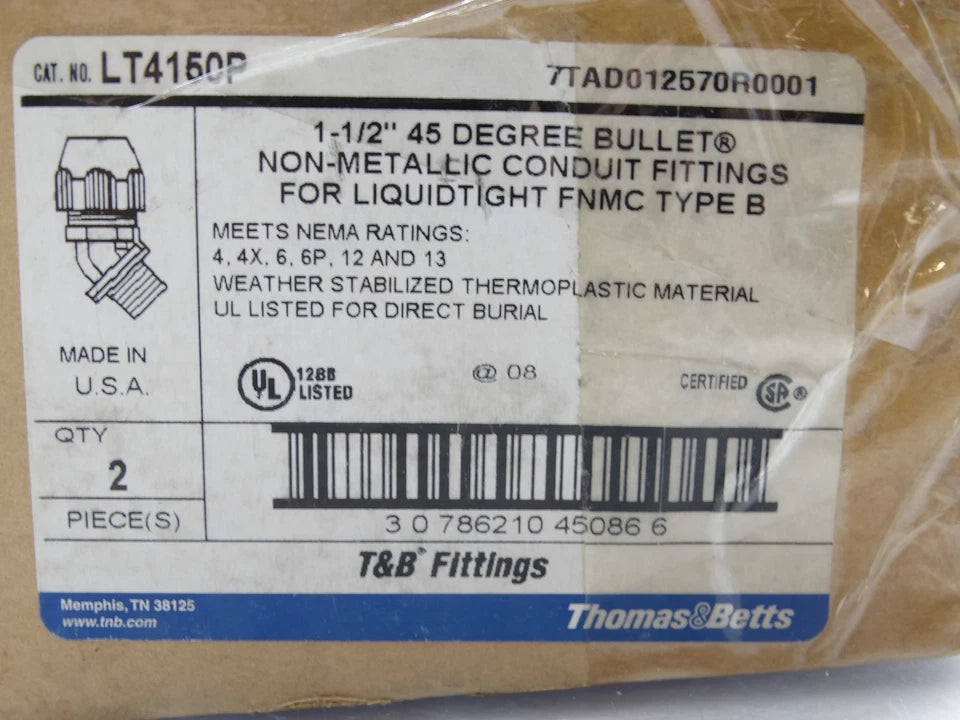 CAT. NO. LT4150P
7TAD012570R0001
1-1/2" 45 DEGREE BULLET®
NON-METALLIC CONDUIT FITTINGS
FOR LIQUIDTIGHT FNMC TYPE B
MEETS NEMA RATINGS:
4, 4X, 6, 6P, 12 AND 13
WEATHER STABILIZED THERMOPLASTIC MATERIAL
UL LISTED FOR DIRECT BURIAL
MADE IN
U.S.A.
UL 128B
LISTED
@ 08
CERTIFIED SA ®
QTY
2
PIECE(S)
3 0 786210 45086 6
T&B® Fittings
Memphis, TN 38125
www.tnb.com
Thomas&Betts